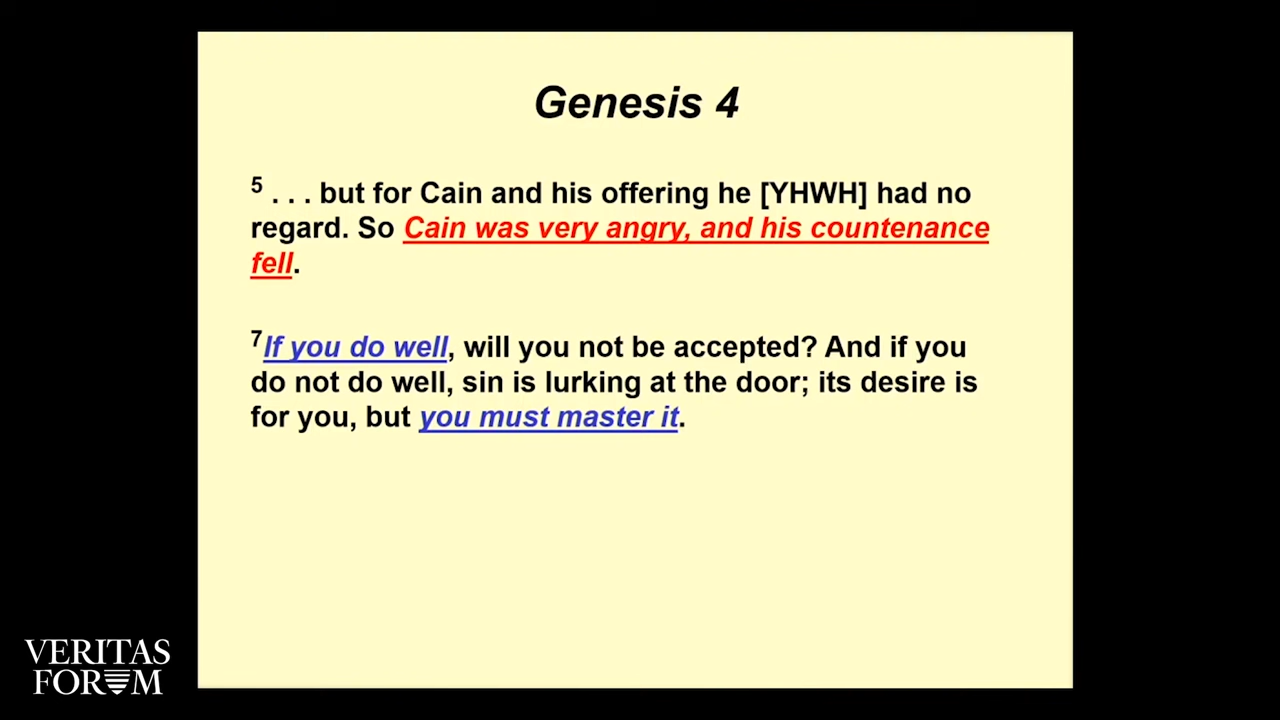 Genesis 4
5 . . . but for Cain and his offering he [YHWH] had no
regard. So Cain was very angry, and his countenance
fell.
7If you do well, will you not be accepted? And if you
do not do well, sin is lurking at the door; its desire is
for you, but you must master it.
VERITAS
FORUM